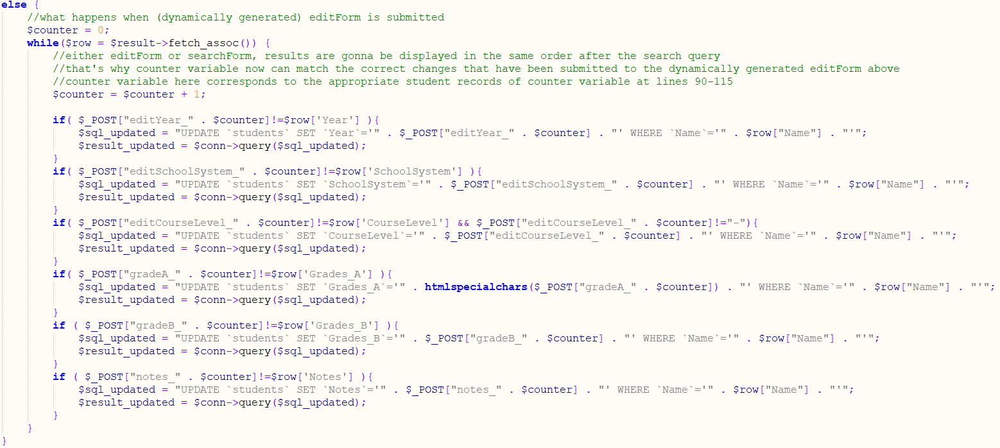 else {
    //what happens when (dynamically generated) editForm is submitted
    $counter = 0;
    while($row = $result->fetch_assoc()) {
        //either editForm or searchForm, results are gonna be displayed in the same order after the search query
        //that's why counter variable now can match the correct changes that have been submitted to the dynamically generated editForm above
        //counter variable here corresponds to the appropriate student records of counter variable at lines 90-115
        $counter = $counter + 1;

        if( $_POST["editYear_" . $counter]!=$row['Year'] ){
            $sql_updated = "UPDATE `students` SET `Year`='" . $_POST["editYear_" . $counter] . "' WHERE `Name`='" . $row["Name"] . "'";
            $result_updated = $conn->query($sql_updated);
        }
        if( $_POST["editSchoolSystem_" . $counter]!=$row['SchoolSystem'] ){
            $sql_updated = "UPDATE `students` SET `SchoolSystem`='" . $_POST["editSchoolSystem_" . $counter] . "' WHERE `Name`='" . $row["Name"] . "'";
            $result_updated = $conn->query($sql_updated);
        }
        if( $_POST["editCourseLevel_" . $counter]!=$row['CourseLevel'] && $_POST["editCourseLevel_" . $counter]!="-"){
            $sql_updated = "UPDATE `students` SET `CourseLevel`='" . $_POST["editCourseLevel_" . $counter] . "' WHERE `Name`='" . $row["Name"] . "'";
            $result_updated = $conn->query($sql_updated);
        }
        if( $_POST["gradeA_" . $counter]!=$row['Grades_A'] ){
            $sql_updated = "UPDATE `students` SET `Grades_A`='" . htmlspecialchars($_POST["gradeA_" . $counter]) . "' WHERE `Name`='" . $row["Name"] . "'";
            $result_updated = $conn->query($sql_updated);
        }
        if ( $_POST["gradeB_" . $counter]!=$row['Grades_B'] ){
            $sql_updated = "UPDATE `students` SET `Grades_B`='" . $_POST["gradeB_" . $counter] . "' WHERE `Name`='" . $row["Name"] . "'";
            $result_updated = $conn->query($sql_updated);
        }
        if ( $_POST["notes_" . $counter]!=$row['Notes'] ){
            $sql_updated = "UPDATE `students` SET `Notes`='" . $_POST["notes_" . $counter] . "' WHERE `Name`='" . $row["Name"] . "'";
            $result_updated = $conn->query($sql_updated);
        }
    }
}